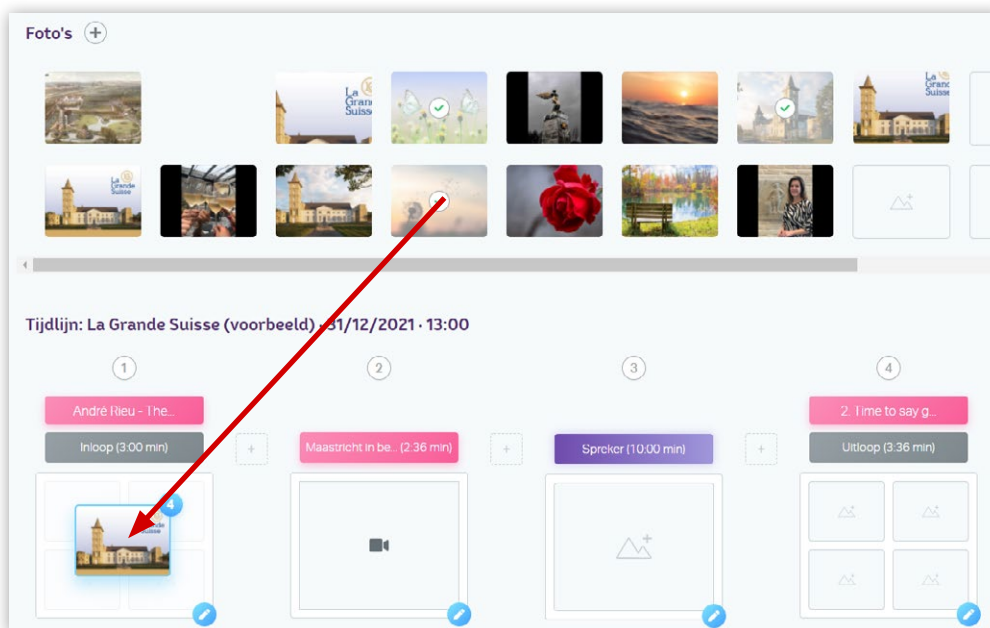 Foto's
La Grande Suisse
La Grande Suisse
La Grande Suisse
Tijdlijn: La Grande Suisse (voorbeeld) · 31/12/2021 · 13:00
1
2
3
4
André Rieu - The...
2. Time to say g...
Inloop (3:00 min)
+
Maastricht in be... (2:36 min)
+
Spreker (10:00 min)
+
Uitloop (3:36 min)
4
Suisse